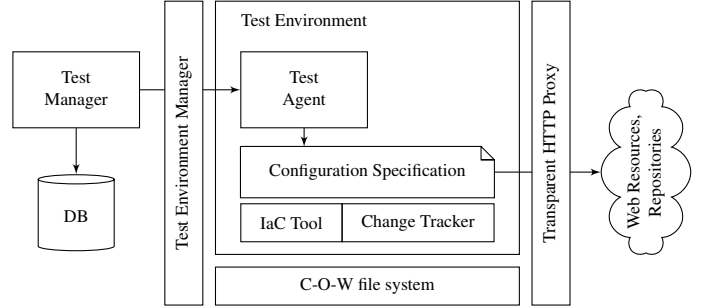 Test Environment
Test
Manager
DB
Test Environment Manager
Test
Agent
Configuration Specification
IaC Tool
Change Tracker
C-O-W file system
Transparent HTTP Proxy
Web Resources,
Repositories